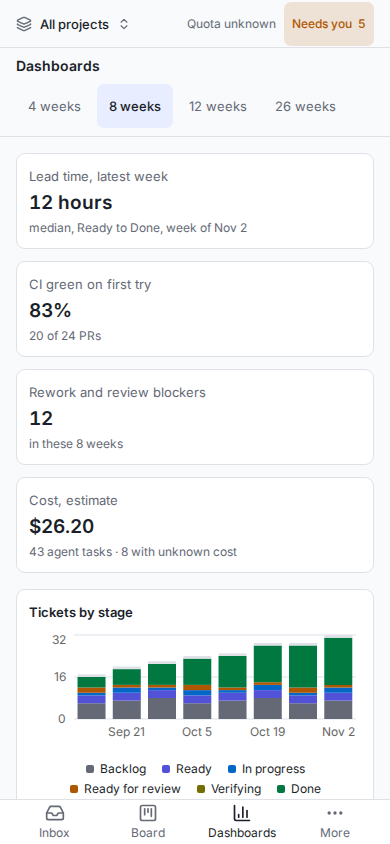 All projects
Quota unknown
Needs you 5
Dashboards
4 weeks
8 weeks
12 weeks
26 weeks
Lead time, latest week
12 hours
median, Ready to Done, week of Nov 2
CI green on first try
83%
20 of 24 PRs
Rework and review blockers
12
in these 8 weeks
Cost, estimate
$26.20
43 agent tasks · 8 with unknown cost
Tickets by stage
32
16
0
Sep 21 Oct 5 Oct 19 Nov 2
Backlog Ready In progress
Ready for review Verifying Done
Inbox Board Dashboards More